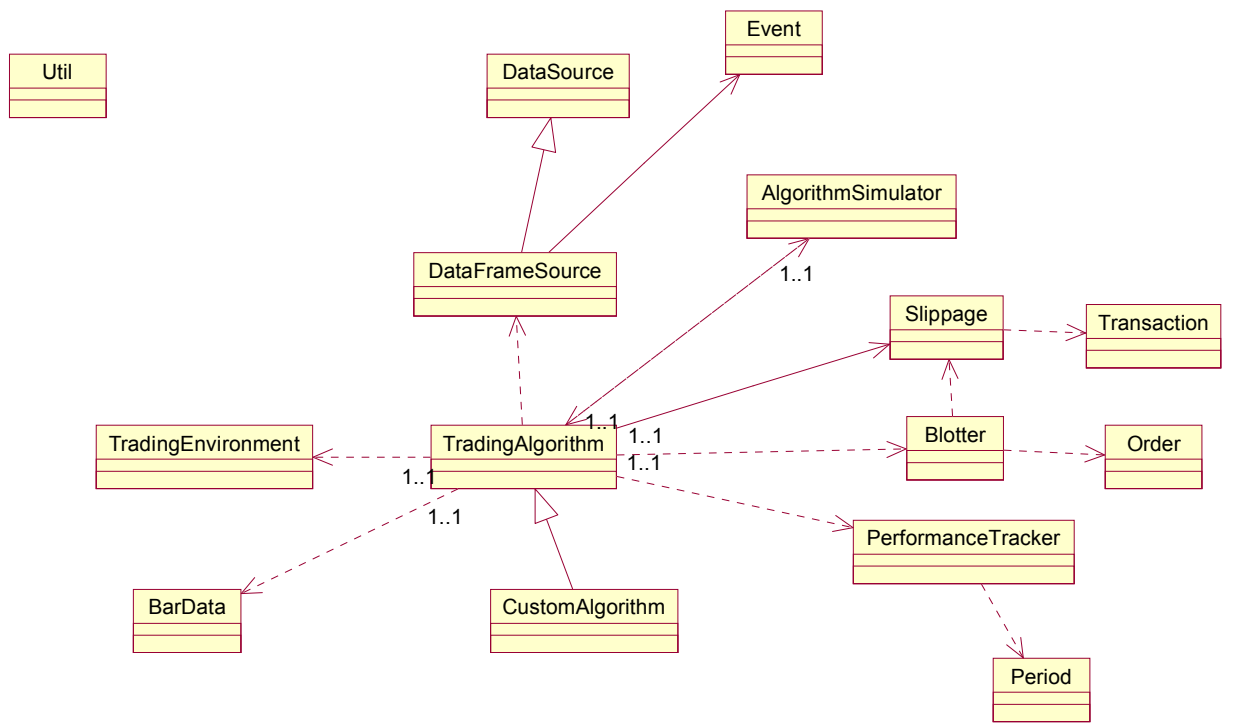 Event
Util
DataSource
AlgorithmSimulator
DataFrameSource
1..1
Slippage
Transaction
1..1
1..1
TradingEnvironment
TradingAlgorithm
Blotter
Order
1..1
1..1
1..1
PerformanceTracker
BarData
CustomAlgorithm
Period